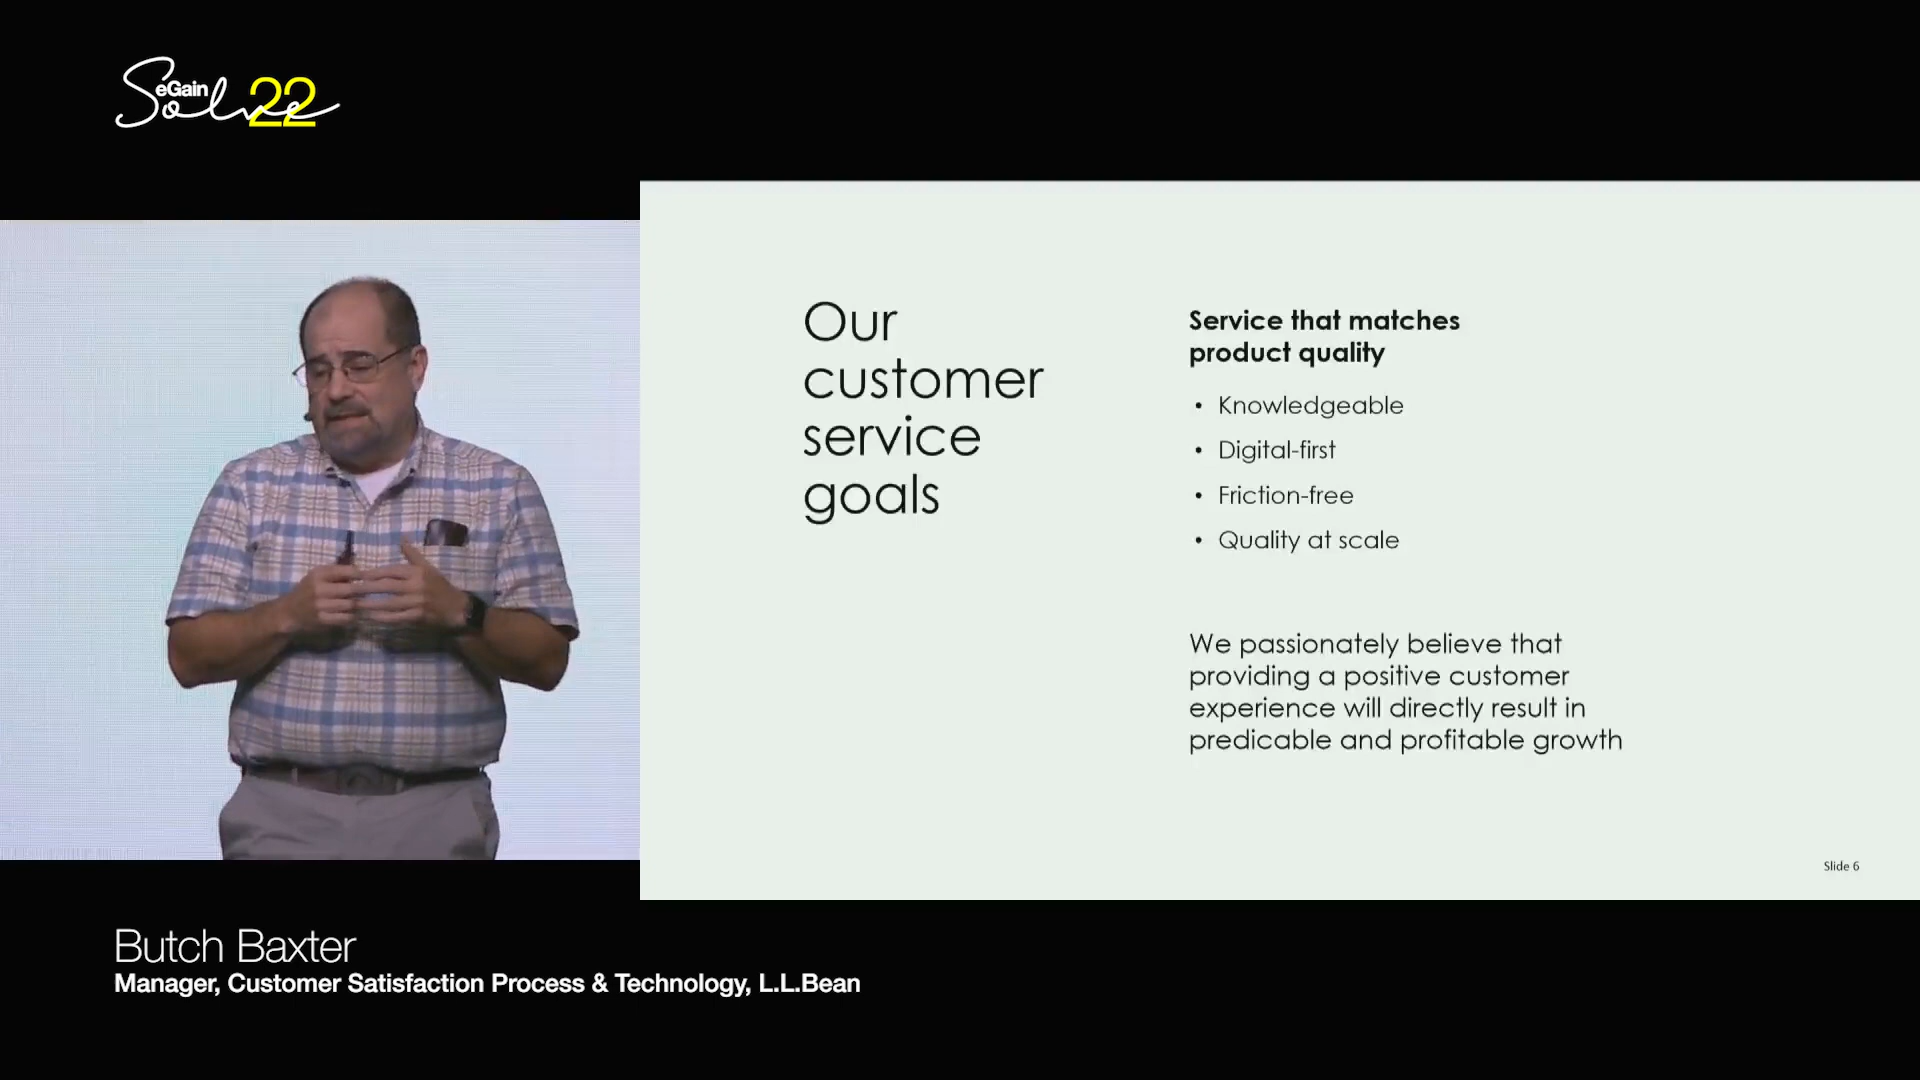 eGain
Solve 22
Our
customer
service
goals
Service that matches
product quality
• Knowledgeable
• Digital-first
• Friction-free
• Quality at scale
We passionately believe that
providing a positive customer
experience will directly result in
predicable and profitable growth
Slide 6
Butch Baxter
Manager, Customer Satisfaction Process & Technology, L.L.Bean